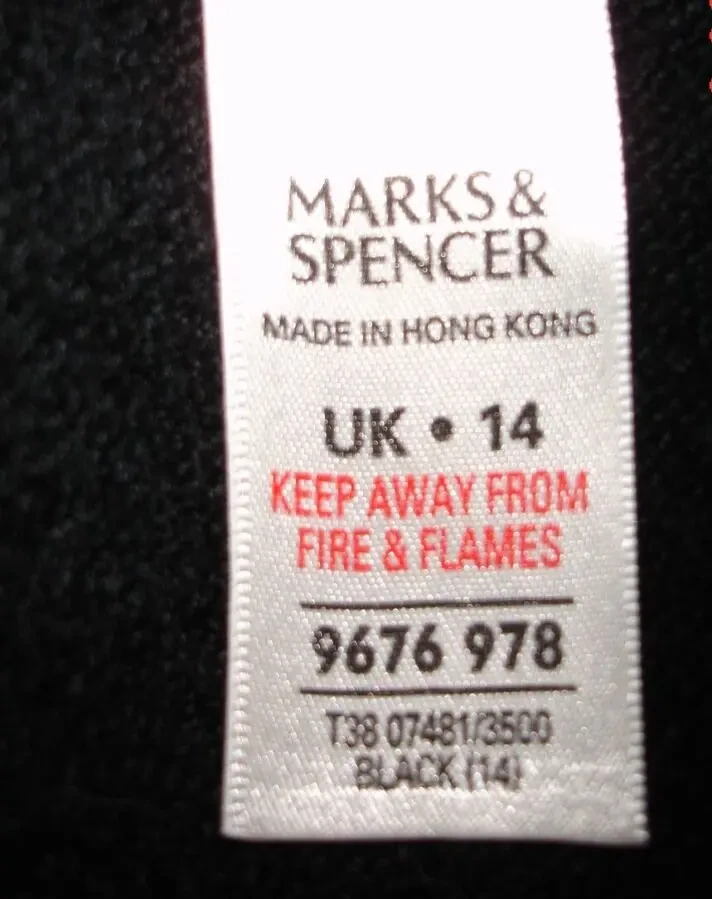 MARKS &
SPENCER
MADE IN HONG KONG
UK • 14
KEEP AWAY FROM
FIRE & FLAMES
9676 978
T38 07481/3500
BLACK (14)